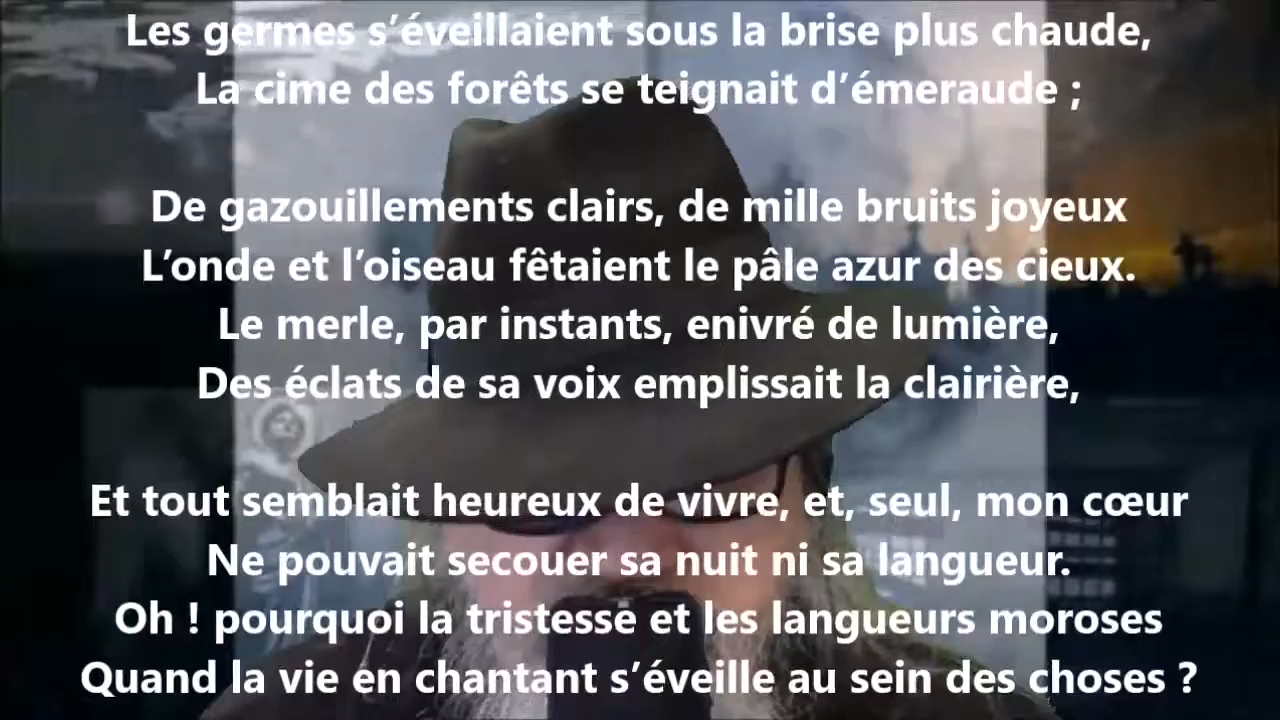 Les germes s’éveillaient sous la brise plus chaude,
La cime des forêts se teignait d’émeraude ;
De gazouillements clairs, de mille bruits joyeux
L’onde et l’oiseau fêtaient le pâle azur des cieux.
Le merle, par instants, enivré de lumière,
Des éclats de sa voix emplissait la clairière,
Et tout semblait heureux de vivre, et, seul, mon cœur
Ne pouvait secouer sa nuit ni sa langueur.
Oh ! pourquoi la tristesse et les langueurs moroses
Quand la vie en chantant s’éveille au sein des choses ?